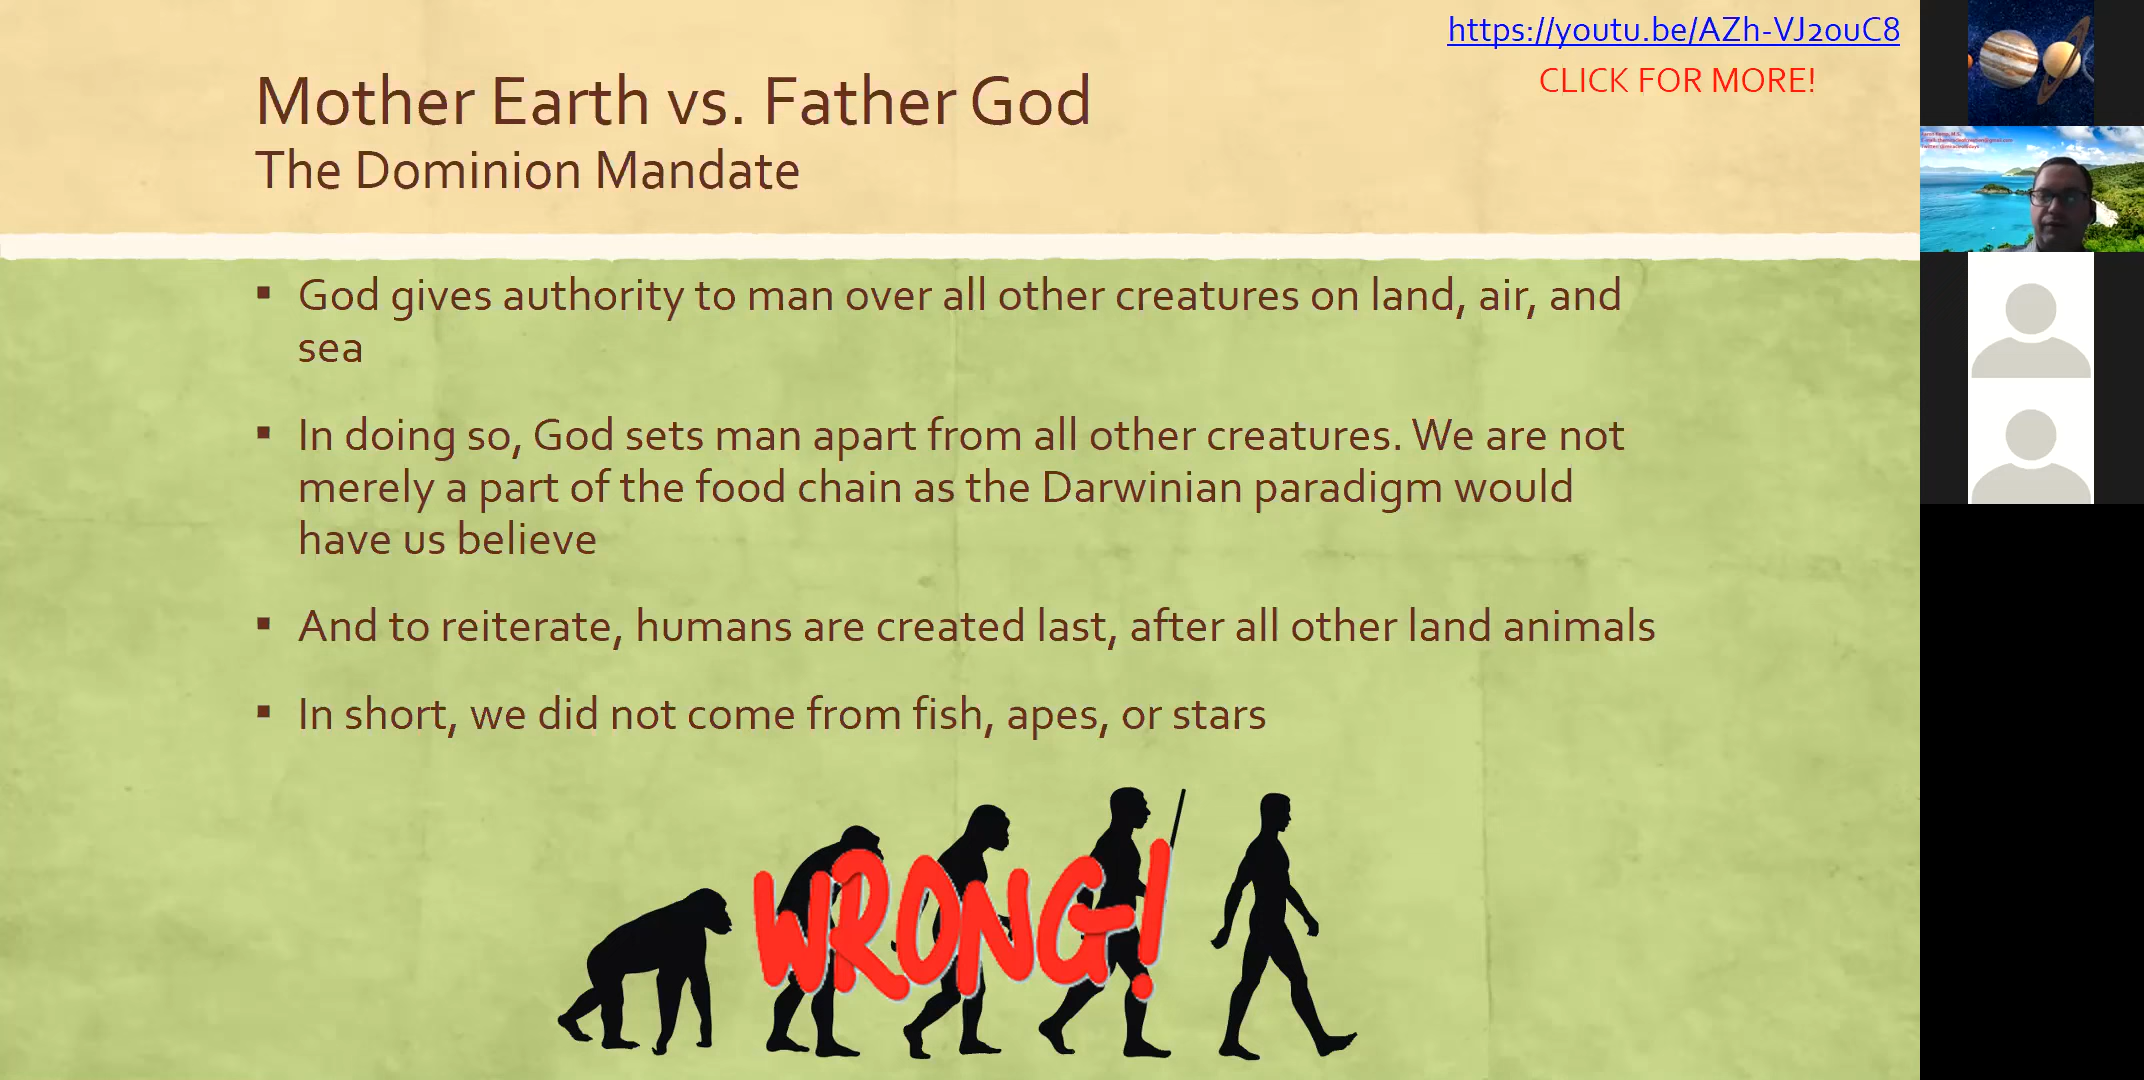 https://youtu.be/AZh-VJ2ouC8
CLICK FOR MORE!
Mother Earth vs. Father God
The Dominion Mandate
▪ God gives authority to man over all other creatures on land, air, and
sea
▪ In doing so, God sets man apart from all other creatures. We are not
merely a part of the food chain as the Darwinian paradigm would
have us believe
▪ And to reiterate, humans are created last, after all other land animals
▪ In short, we did not come from fish, apes, or stars
WRONG!